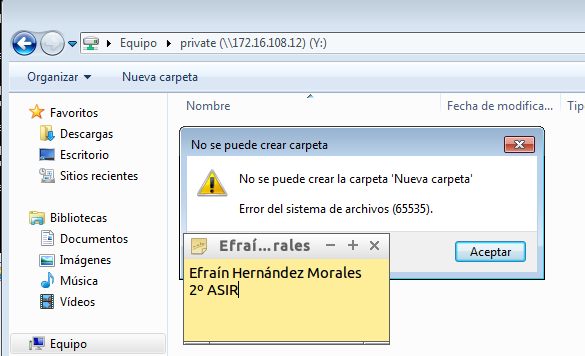 Equipo ▸ private (\\172.16.108.12) (Y:)
Organizar Nueva carpeta
Favoritos
Descargas
Escritorio
Sitios recientes
Bibliotecas
Documentos
Imágenes
Música
Vídeos
Equipo
Nombre Fecha de modifica... Tip
No se puede crear carpeta
No se puede crear la carpeta 'Nueva carpeta'
Error del sistema de archivos (65535).
Aceptar
Efraí...rales
Efraín Hernández Morales
2º ASIR